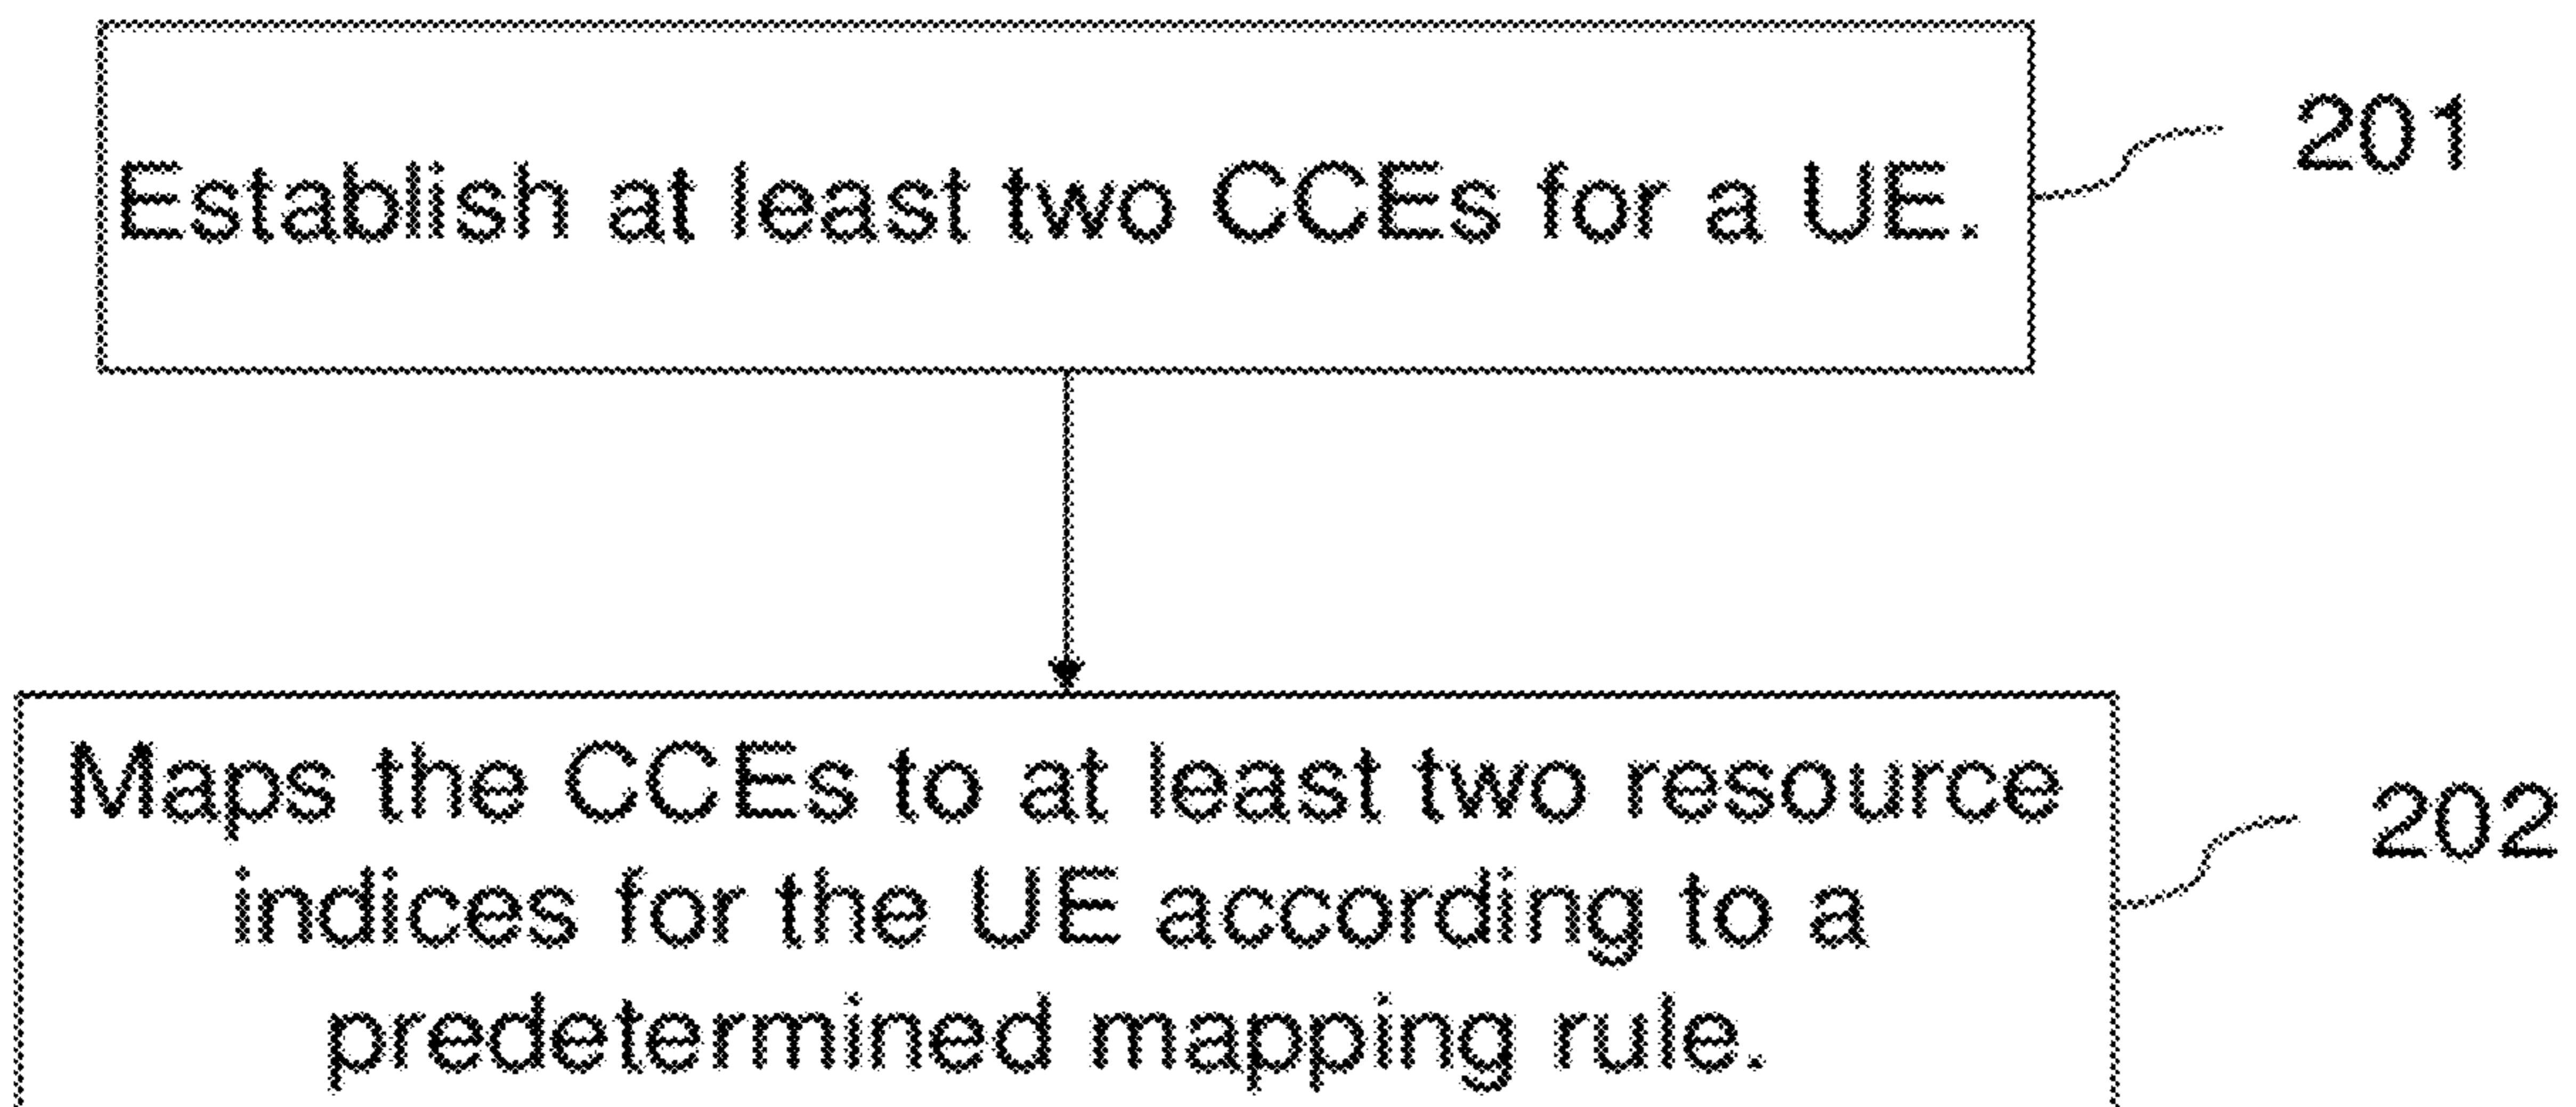 Establish at least two CCEs for a UE.
201
Maps the CCEs to at least two resource
indices for the UE according to a
predetermined mapping rule.
202